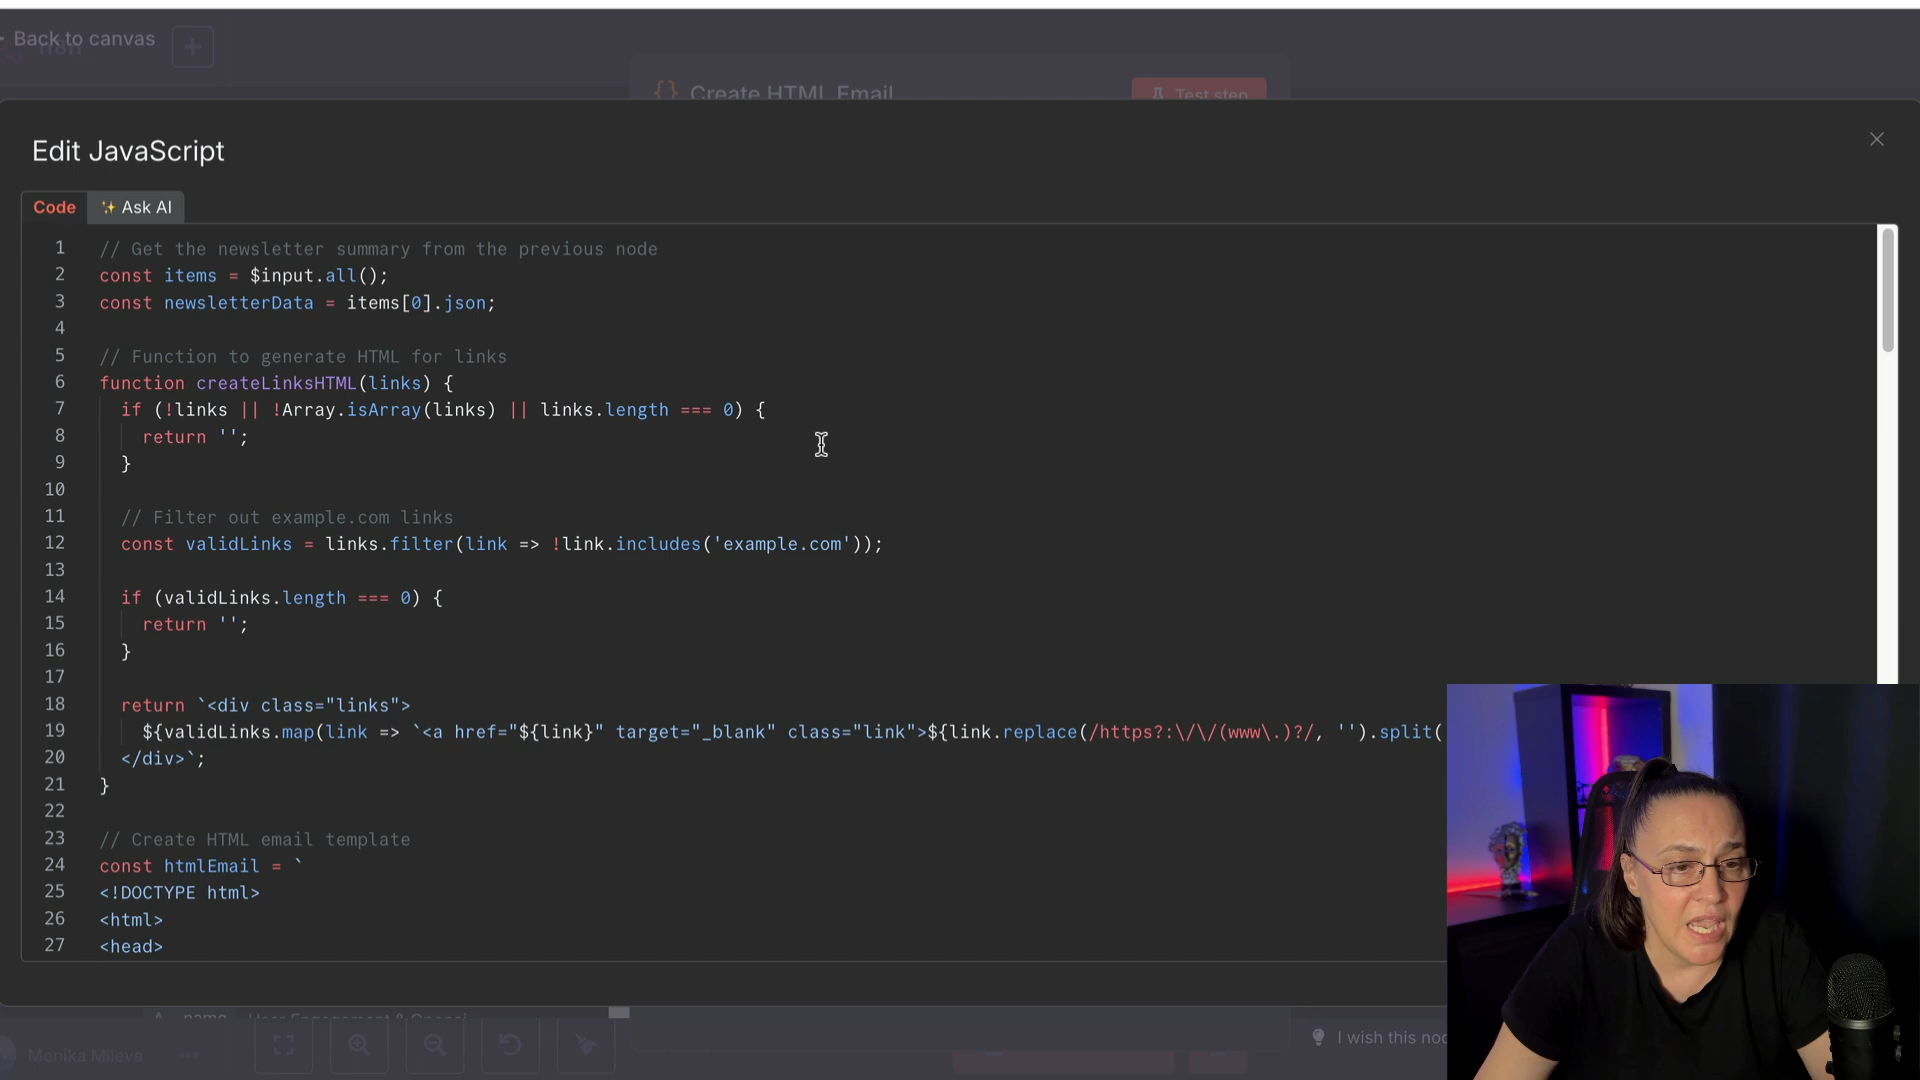 Back to canvas
Create HTML Email
Test step
Edit JavaScript
Code
Ask AI
1 // Get the newsletter summary from the previous node
2 const items = $input.all();
3 const newsletterData = items[0].json;
4
5 // Function to generate HTML for links
6 function createLinksHTML(links) {
7 if (!links || !Array.isArray(links) || links.length === 0) {
8 return '';
9 }
10
11 // Filter out example.com links
12 const validLinks = links.filter(link => !link.includes('example.com'));
13
14 if (validLinks.length === 0) {
15 return '';
16 }
17
18 return `<div class="links">
19 ${validLinks.map(link => `<a href="${link}" target="_blank" class="link">${link.replace(/https?:\/\/(www\.)?/, '').split(
20 </div>`;
21 }
22
23 // Create HTML email template
24 const htmlEmail = `
25 <!DOCTYPE html>
26 <html>
27 <head>
name
I wish this no
Monika Mileva